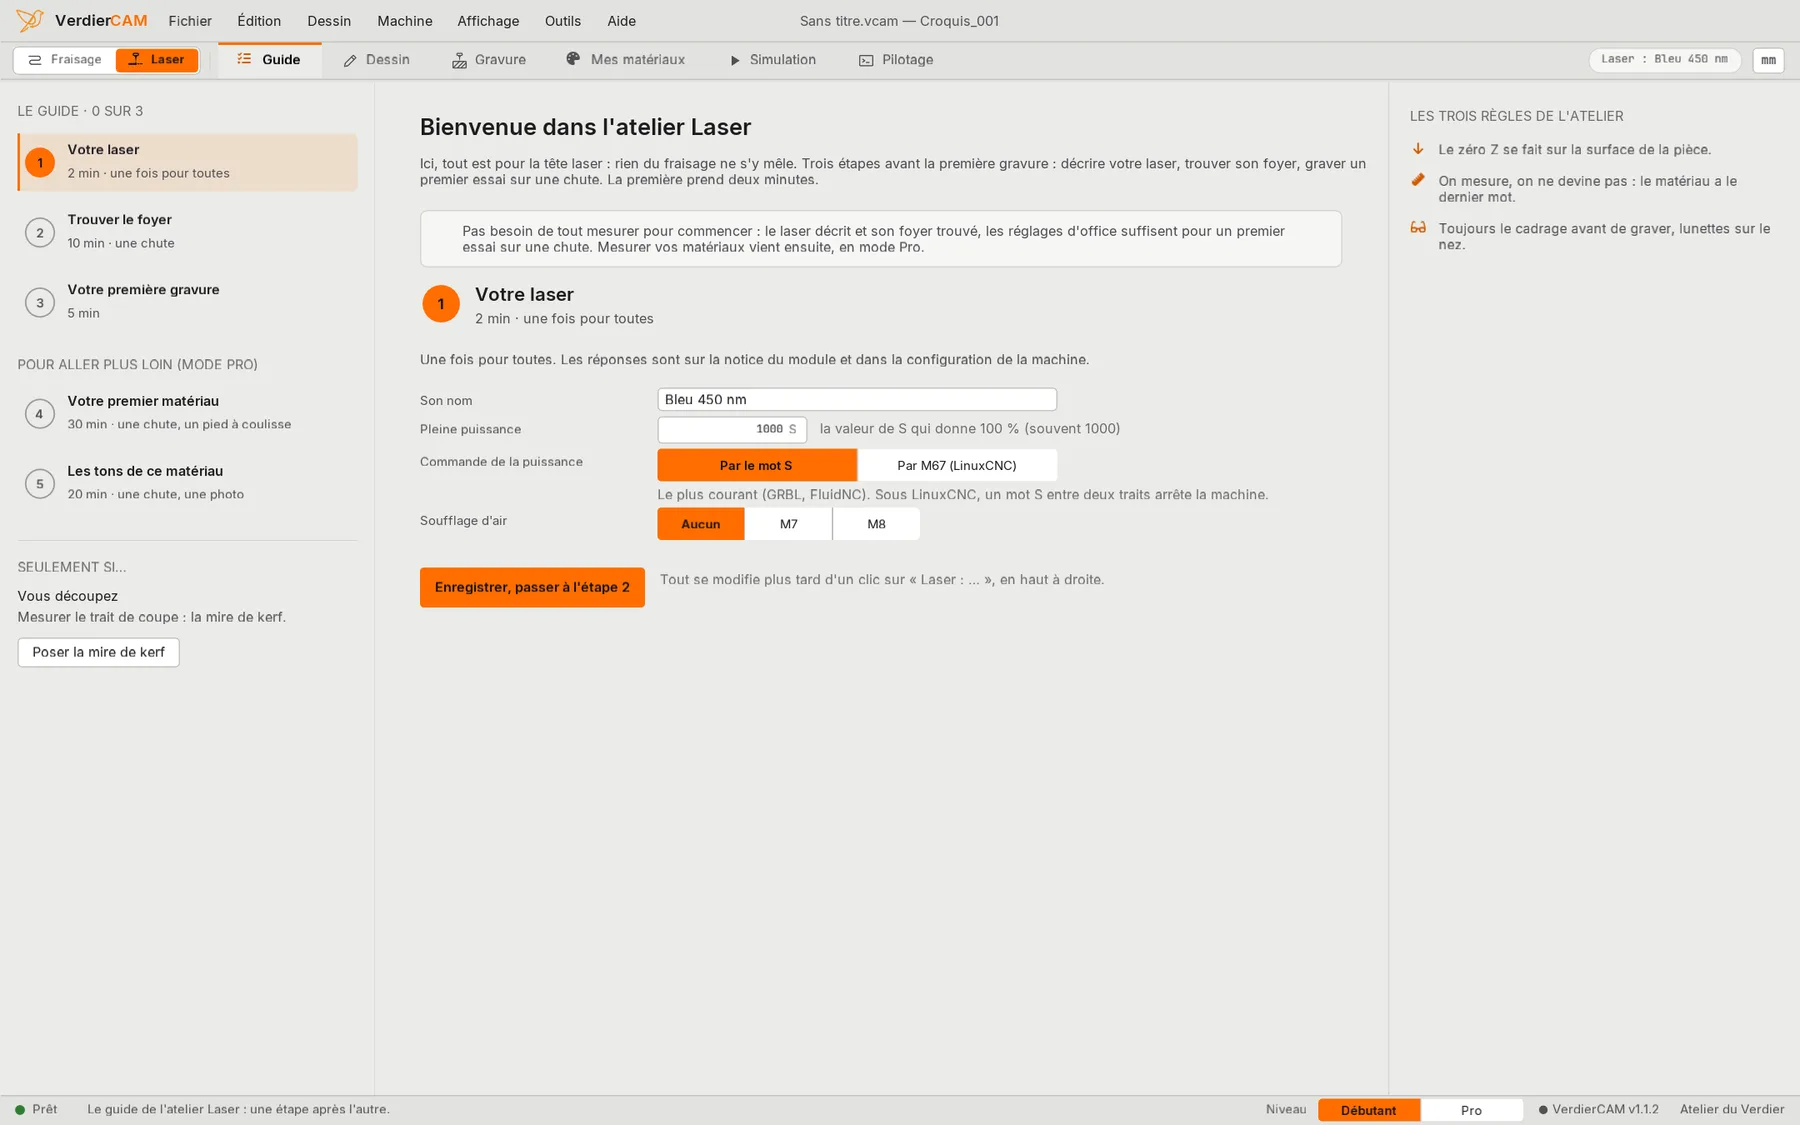 VerdierCAM Fichier Édition Dessin Machine Affichage Outils Aide Sans titre.vcam — Croquis_001
Fraisage Laser Guide Dessin Gravure Mes matériaux Simulation Pilotage Laser : Bleu 450 nm mm
LE GUIDE · 0 SUR 3
1 Votre laser
2 min · une fois pour toutes
2 Trouver le foyer
10 min · une chute
3 Votre première gravure
5 min
POUR ALLER PLUS LOIN (MODE PRO)
4 Votre premier matériau
30 min · une chute, un pied à coulisse
5 Les tons de ce matériau
20 min · une chute, une photo
SEULEMENT SI...
Vous découpez
Mesurer le trait de coupe : la mire de kerf.
Poser la mire de kerf
Bienvenue dans l'atelier Laser
Ici, tout est pour la tête laser : rien du fraisage ne s'y mêle. Trois étapes avant la première gravure : décrire votre laser, trouver son foyer, graver un
premier essai sur une chute. La première prend deux minutes.
Pas besoin de tout mesurer pour commencer : le laser décrit et son foyer trouvé, les réglages d'office suffisent pour un premier
essai sur une chute. Mesurer vos matériaux vient ensuite, en mode Pro.
1 Votre laser
2 min · une fois pour toutes
Une fois pour toutes. Les réponses sont sur la notice du module et dans la configuration de la machine.
Son nom Bleu 450 nm
Pleine puissance 1000 S la valeur de S qui donne 100 % (souvent 1000)
Commande de la puissance Par le mot S Par M67 (LinuxCNC)
Le plus courant (GRBL, FluidNC). Sous LinuxCNC, un mot S entre deux traits arrête la machine.
Soufflage d'air Aucun M7 M8
Enregistrer, passer à l'étape 2 Tout se modifie plus tard d'un clic sur « Laser : ... », en haut à droite.
LES TROIS RÈGLES DE L'ATELIER
Le zéro Z se fait sur la surface de la pièce.
On mesure, on ne devine pas : le matériau a le
dernier mot.
Toujours le cadrage avant de graver, lunettes sur le
nez.
Prêt Le guide de l'atelier Laser : une étape après l'autre. Niveau Débutant Pro VerdierCAM v1.1.2 Atelier du Verdier